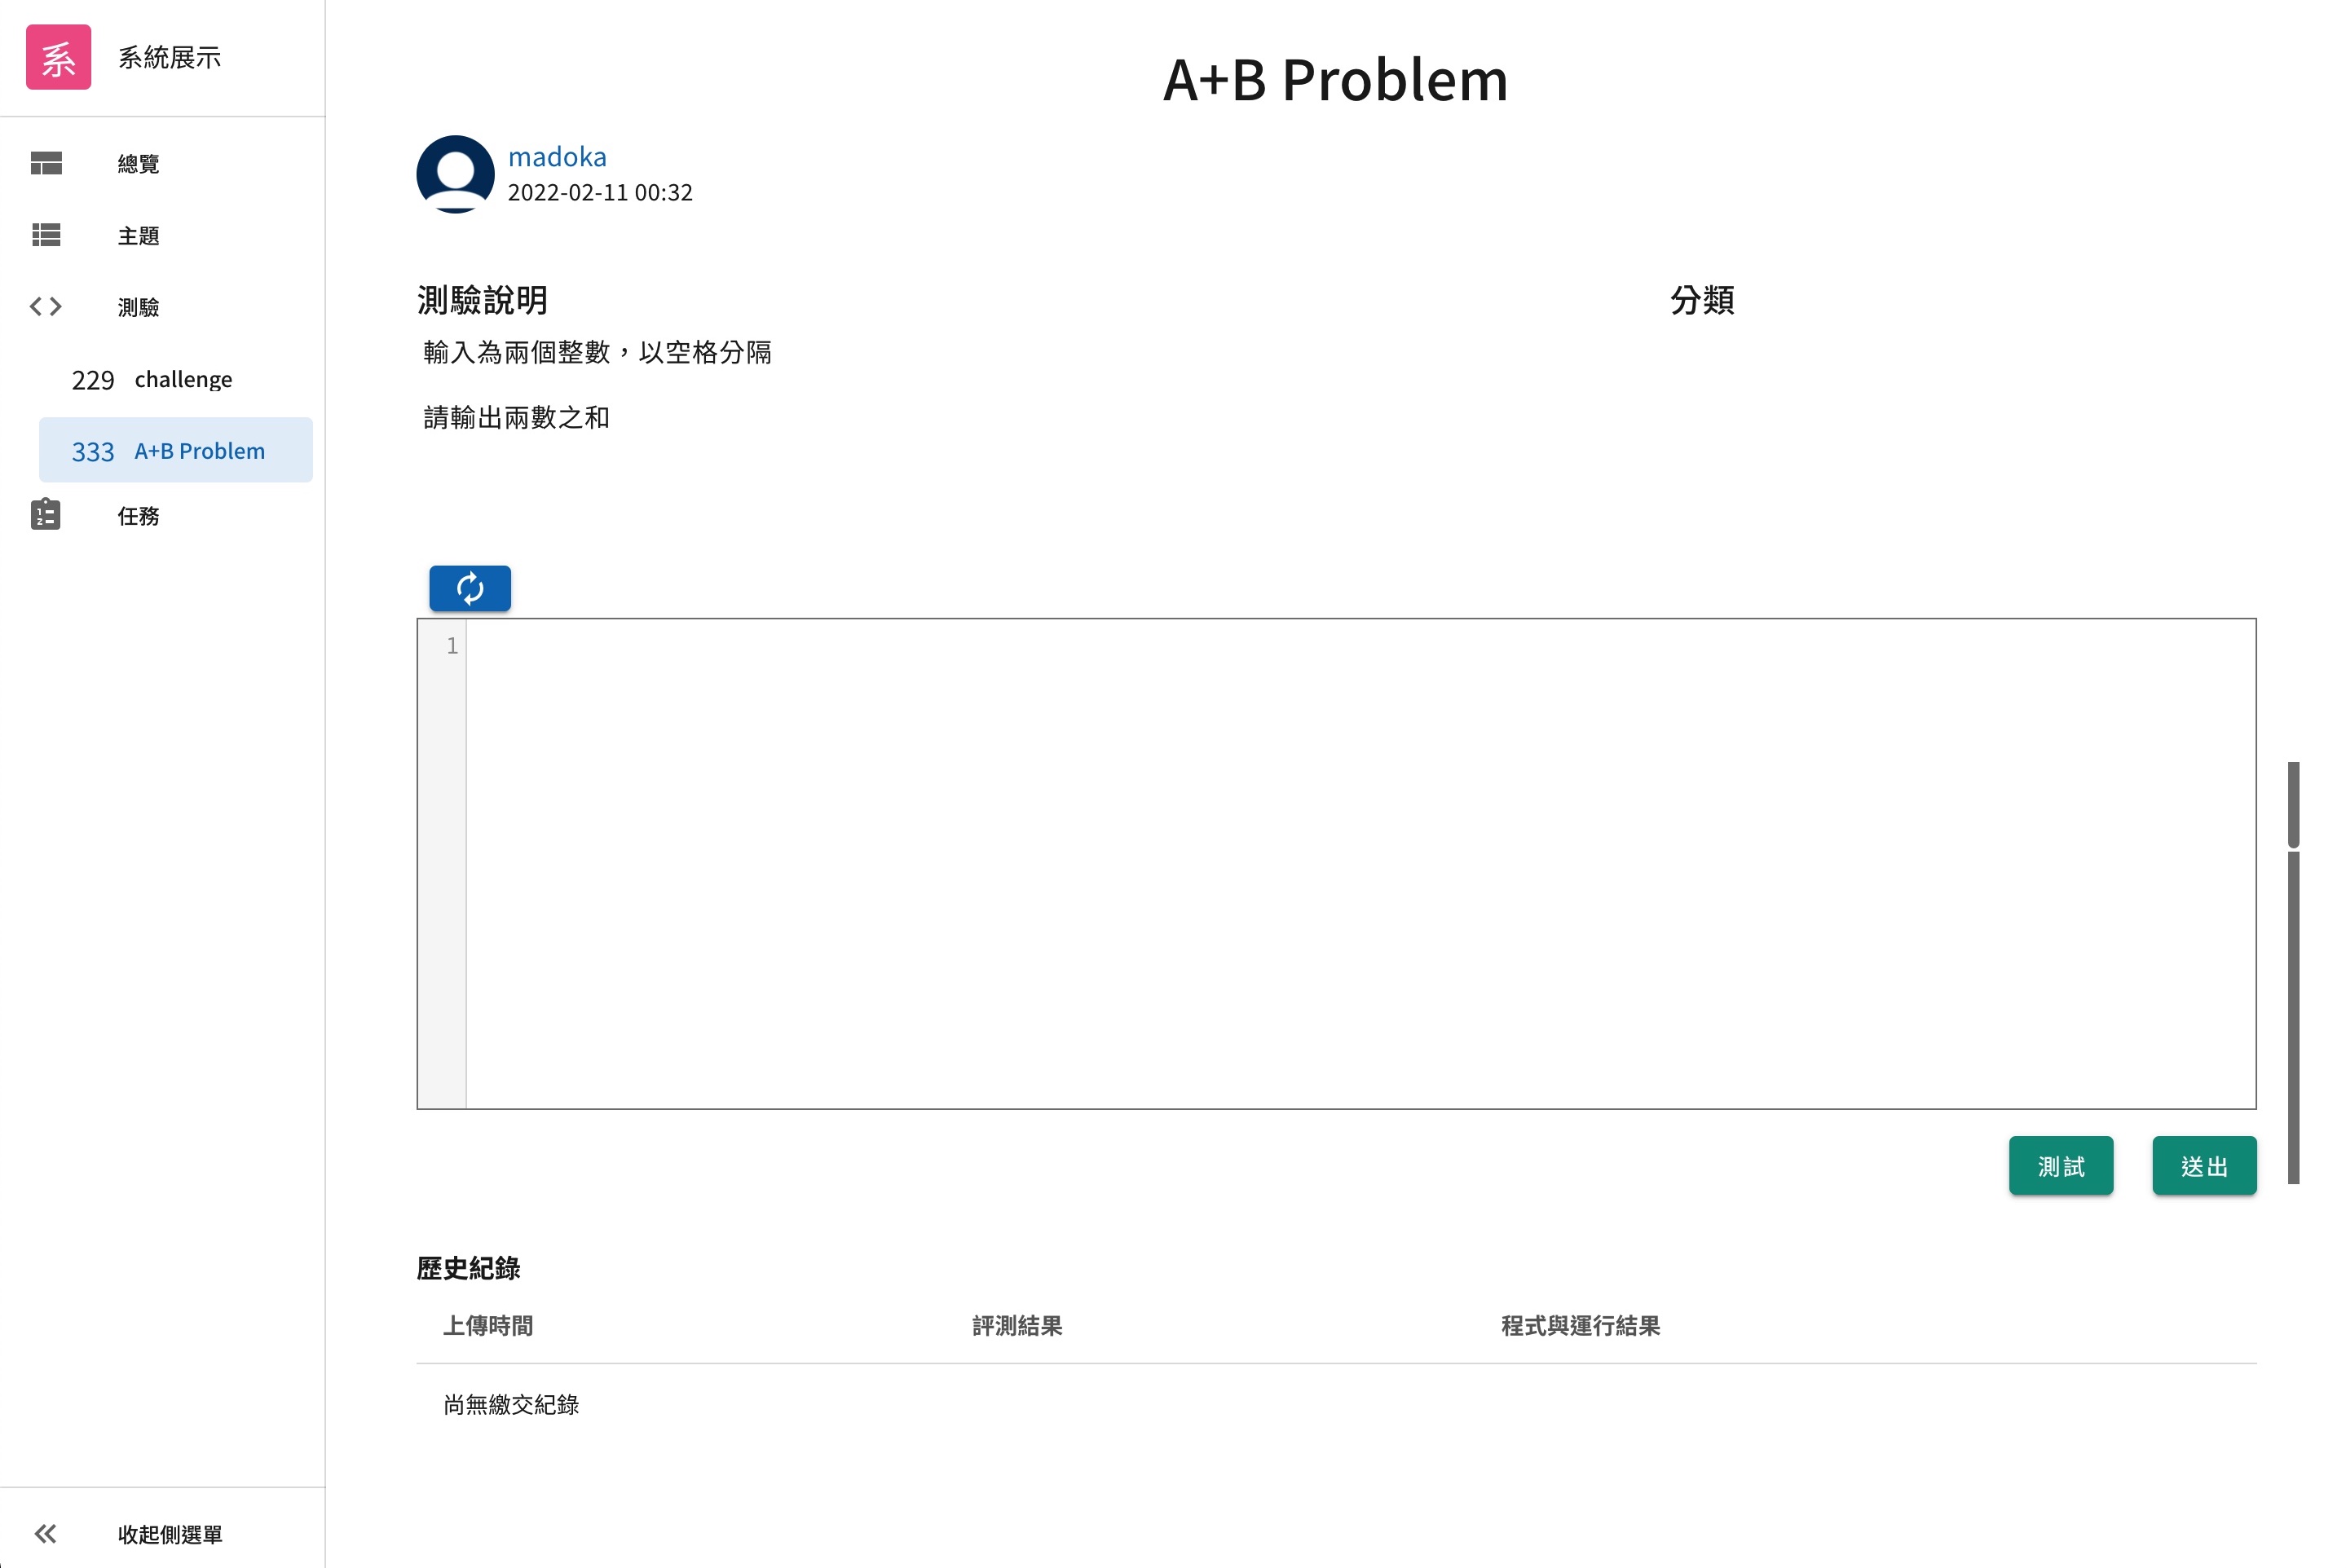 系
系統展示
總覽
主題
測驗
229 challenge
333 A+B Problem
任務
收起側選單
A+B Problem
madoka
2022-02-11 00:32
測驗說明
輸入為兩個整數，以空格分隔
請輸出兩數之和
分類
1
測試
送出
歷史紀錄
上傳時間 評測結果 程式與運行結果
尚無繳交紀錄